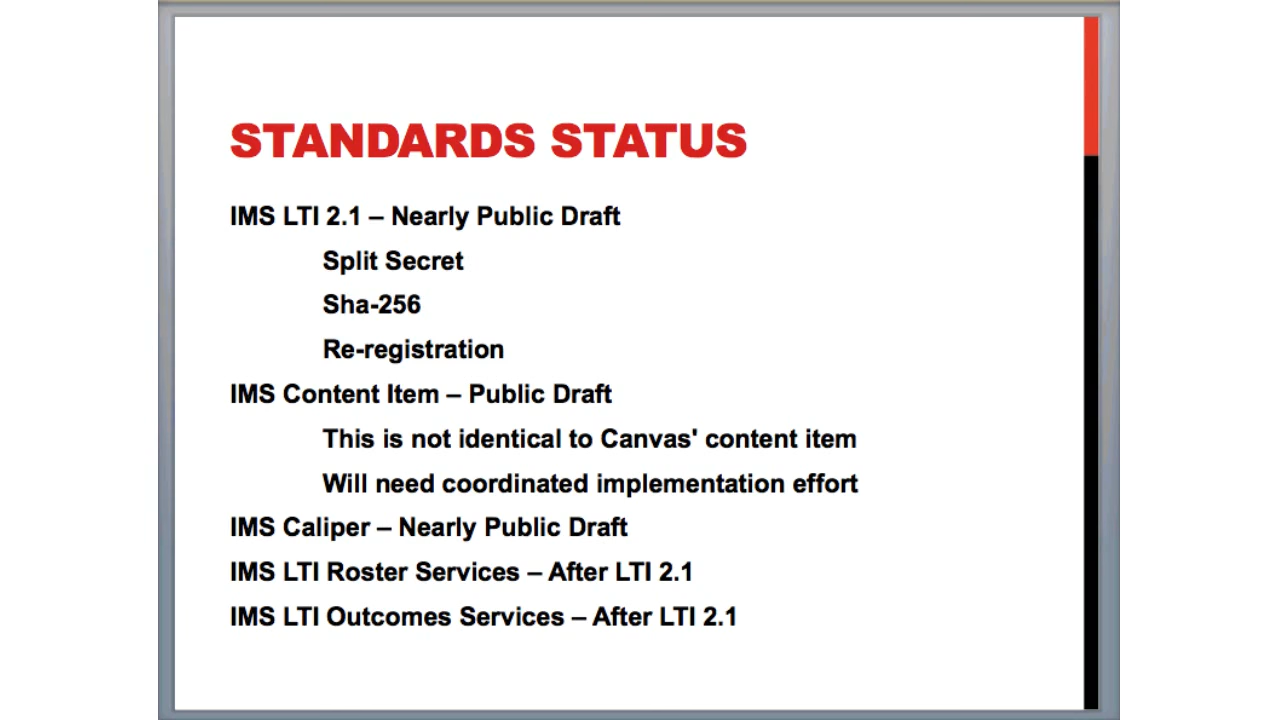 STANDARDS STATUS
IMS LTI 2.1 – Nearly Public Draft
Split Secret
Sha-256
Re-registration
IMS Content Item – Public Draft
This is not identical to Canvas' content item
Will need coordinated implementation effort
IMS Caliper – Nearly Public Draft
IMS LTI Roster Services – After LTI 2.1
IMS LTI Outcomes Services – After LTI 2.1